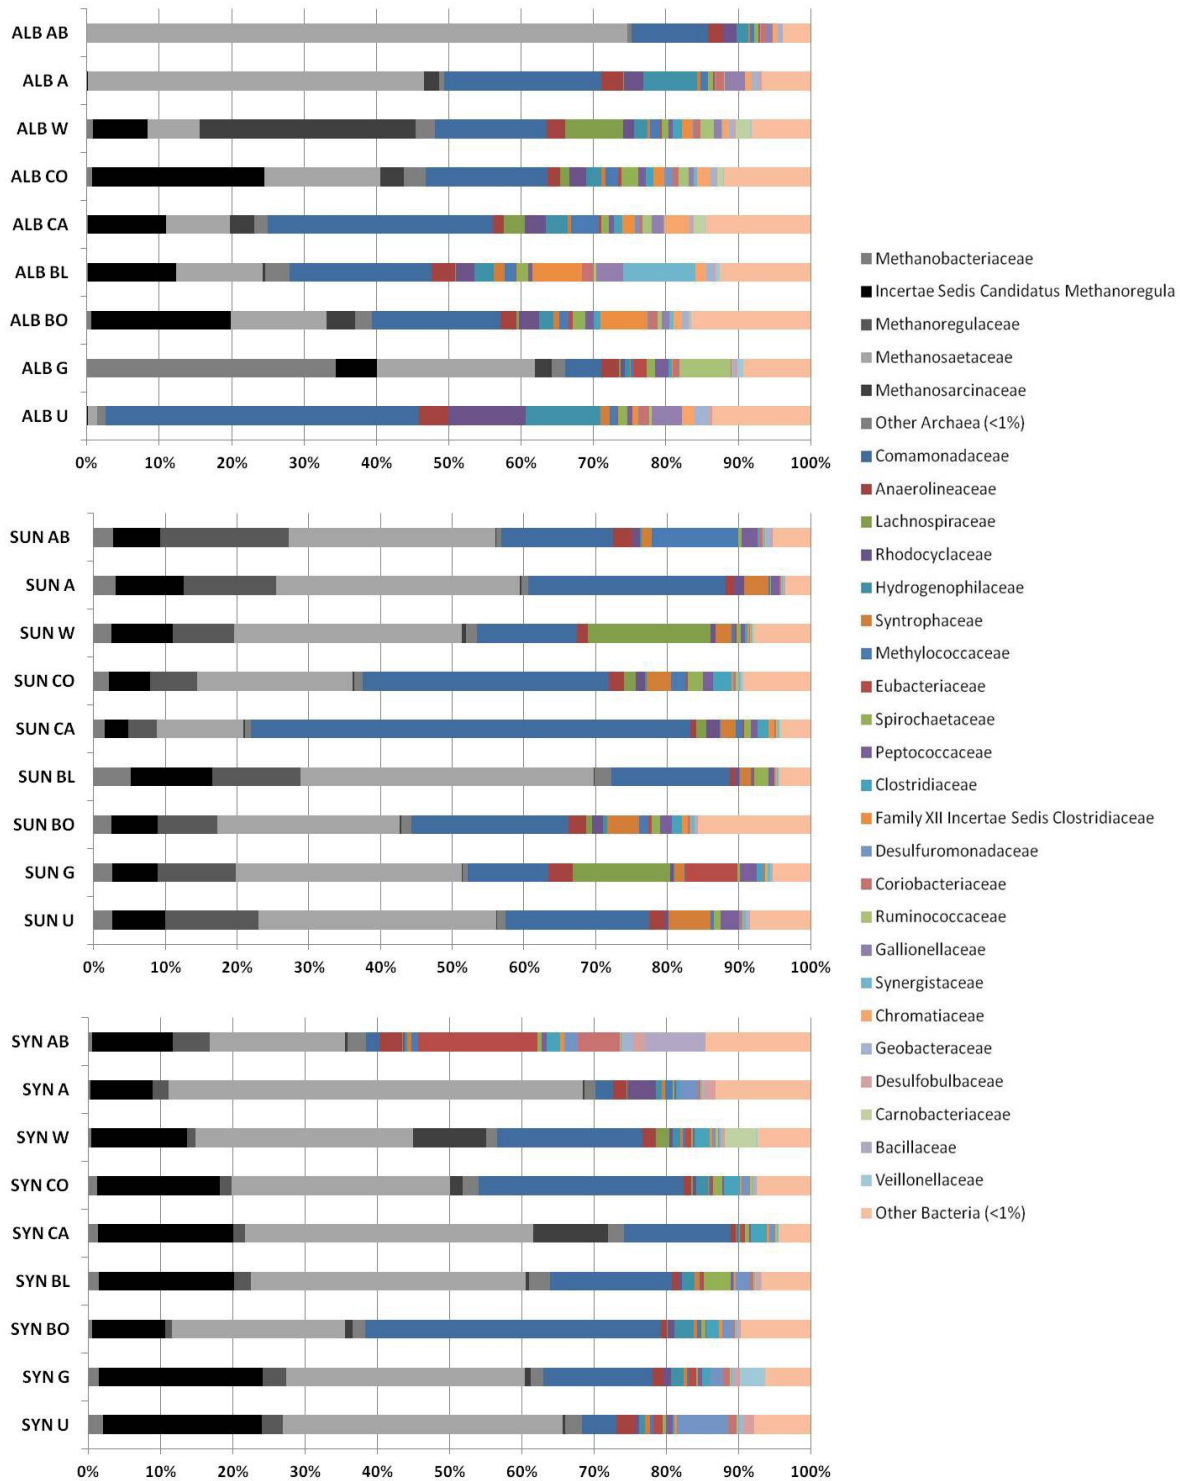 ALB AB
ALB A
ALB W
ALB CO
ALB CA
ALB BL
ALB BO
ALB G
ALB U
0% 10% 20% 30% 40% 50% 60% 70% 80% 90% 100%
SUN AB
SUN A
SUN W
SUN CO
SUN CA
SUN BL
SUN BO
SUN G
SUN U
0% 10% 20% 30% 40% 50% 60% 70% 80% 90% 100%
SYN AB
SYN A
SYN W
SYN CO
SYN CA
SYN BL
SYN BO
SYN G
SYN U
0% 10% 20% 30% 40% 50% 60% 70% 80% 90% 100%
Methanobacteriaceae
Incertae Sedis Candidatus Methanoregula
Methanoregulaceae
Methanosaetaceae
Methanosarcinaceae
Other Archaea (<1%)
Comamonadaceae
Anaerolineaceae
Lachnospiraceae
Rhodocyclaceae
Hydrogenophilaceae
Syntrophaceae
Methylococcaceae
Eubacteriaceae
Spirochaetaceae
Peptococcaceae
Clostridiaceae
Family XII Incertae Sedis Clostridiaceae
Desulfuromonadaceae
Coriobacteriaceae
Ruminococcaceae
Gallionellaceae
Synergistaceae
Chromatiaceae
Geobacteraceae
Desulfobulbaceae
Carnobacteriaceae
Bacillaceae
Veillonellaceae
Other Bacteria (<1%)